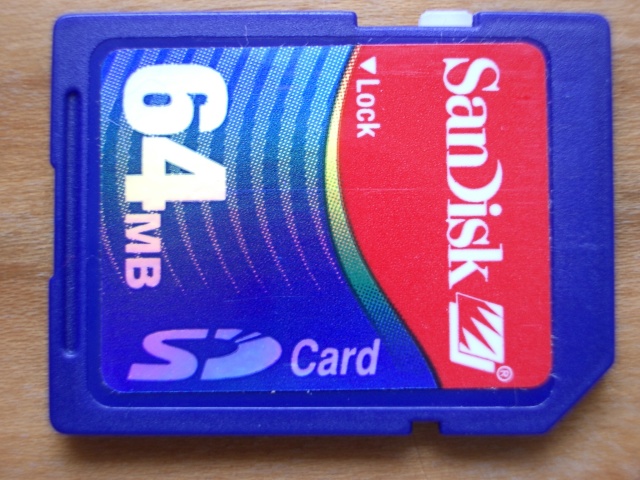 SanDisk ®
Lock
64MB
SD Card